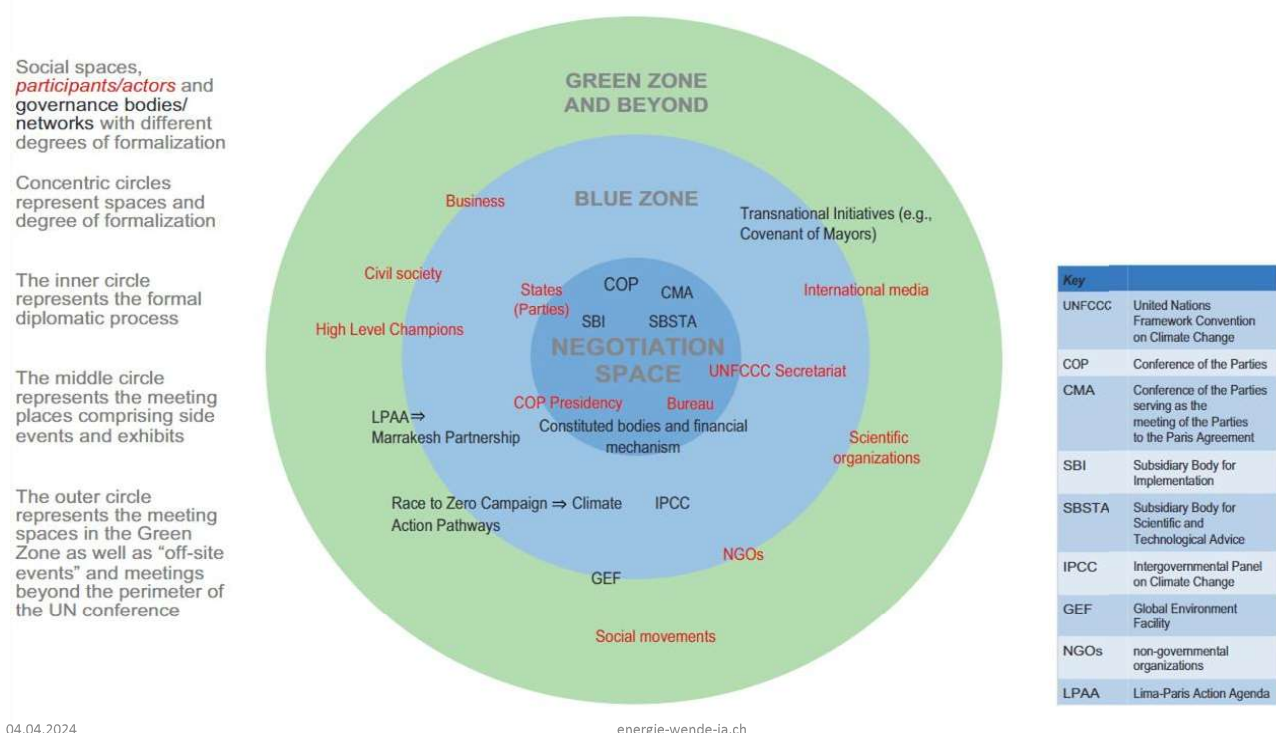 Social spaces,
participants/actors and
governance bodies/
networks with different
degrees of formalization
Concentric circles
represent spaces and
degree of formalization
The inner circle
represents the formal
diplomatic process
The middle circle
represents the meeting
places comprising side
events and exhibits
The outer circle
represents the meeting
spaces in the Green
Zone as well as “off-site
events” and meetings
beyond the perimeter of
the UN conference
GREEN ZONE
AND BEYOND
BLUE ZONE
Business
Transnational Initiatives (e.g.,
Covenant of Mayors)
Civil society
States
(Parties)
COP
CMA
International media
High Level Champions
SBI
SBSTA
NEGOTIATION
SPACE
UNFCCC Secretariat
COP Presidency
Bureau
LPAA⇒
Marrakesh Partnership
Constituted bodies and financial
mechanism
Scientific
organizations
Race to Zero Campaign ⇒ Climate
Action Pathways
IPCC
NGOs
GEF
Social movements
Key
UNFCCC United Nations
Framework Convention
on Climate Change
COP Conference of the Parties
CMA Conference of the Parties
serving as the
meeting of the Parties
to the Paris Agreement
SBI Subsidiary Body for
Implementation
SBSTA Subsidiary Body for
Scientific and
Technological Advice
IPCC Intergovernmental Panel
on Climate Change
GEF Global Environment
Facility
NGOs non-governmental
organizations
LPAA Lima-Paris Action Agenda
04.04.2024
energie-wende-ja.ch